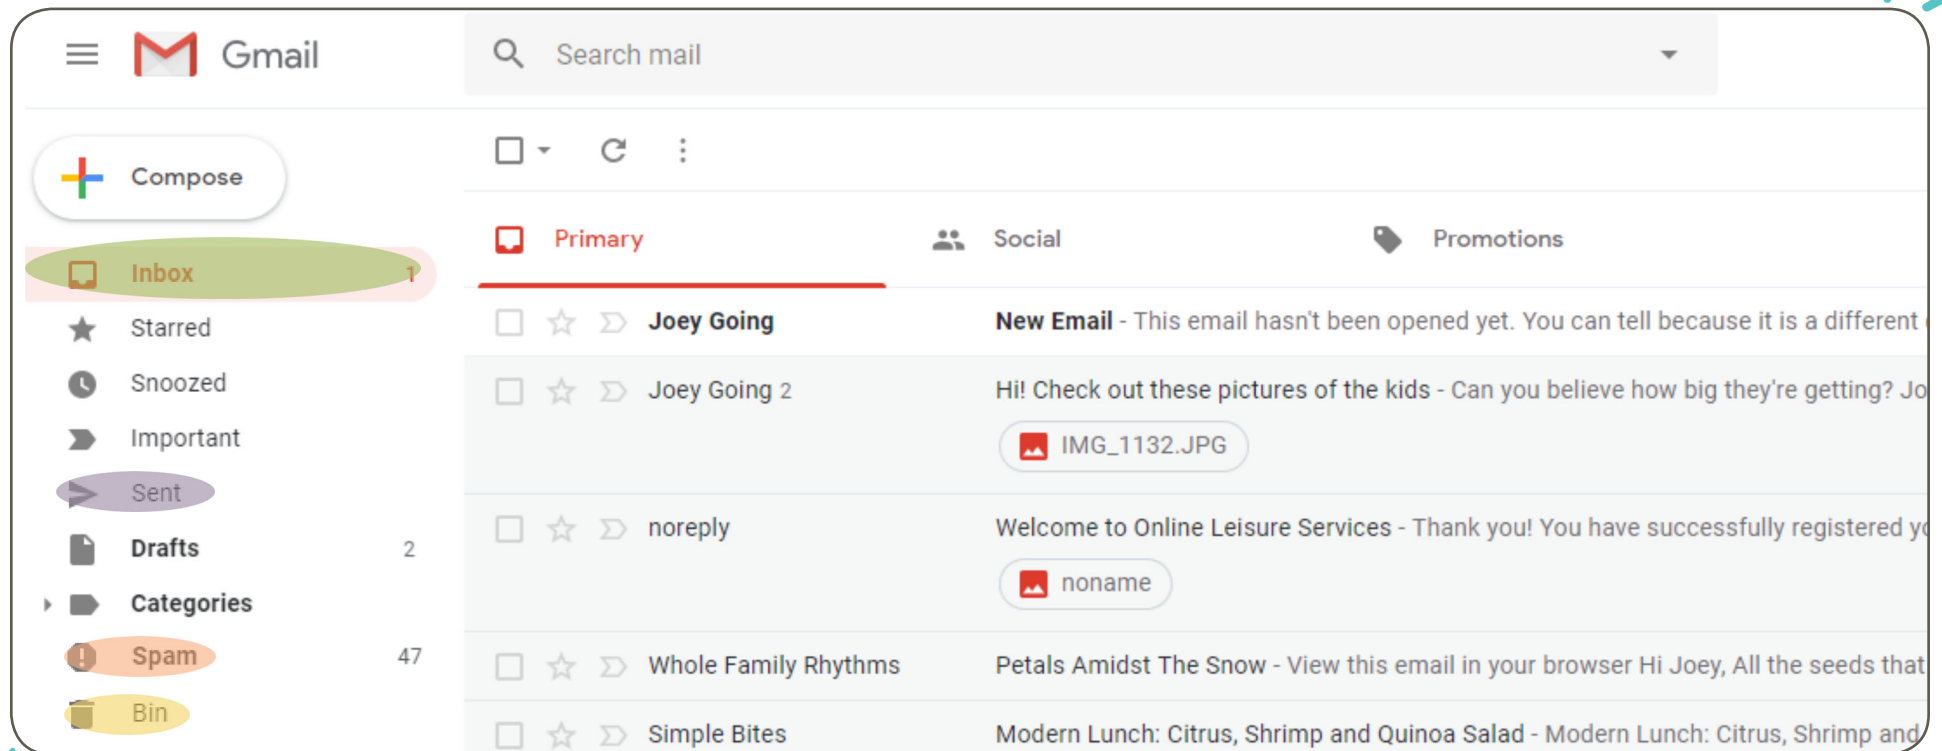 Gmail
Search mail
Compose
Inbox 1
Starred
Snoozed
Important
Sent
Drafts 2
Categories
Spam 47
Bin
Primary Social Promotions
Joey Going New Email - This email hasn't been opened yet. You can tell because it is a different
Joey Going 2 Hi! Check out these pictures of the kids - Can you believe how big they're getting? Jo
IMG_1132.JPG
noreply Welcome to Online Leisure Services - Thank you! You have successfully registered yo
noname
Whole Family Rhythms Petals Amidst The Snow - View this email in your browser Hi Joey, All the seeds that
Simple Bites Modern Lunch: Citrus, Shrimp and Quinoa Salad - Modern Lunch: Citrus, Shrimp and